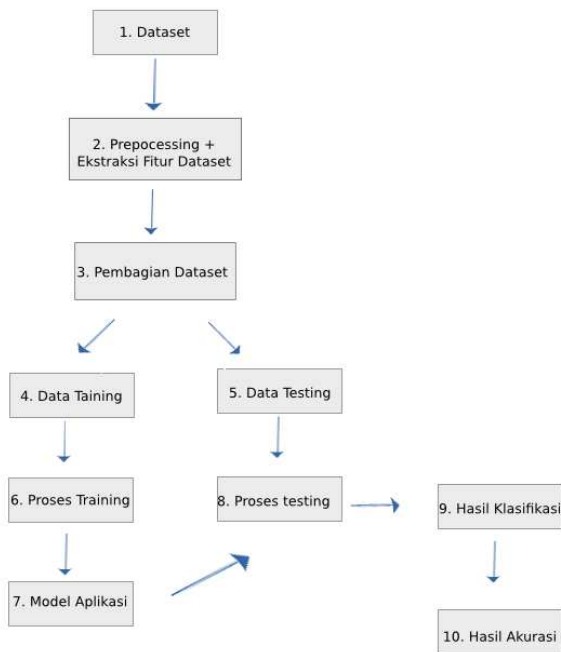 1. Dataset
2. Prepocessing +
Ekstraksi Fitur Dataset
3. Pembagian Dataset
4. Data Taining
5. Data Testing
6. Proses Training
8. Proses testing
9. Hasil Klasifikasi
7. Model Aplikasi
10. Hasil Akurasi